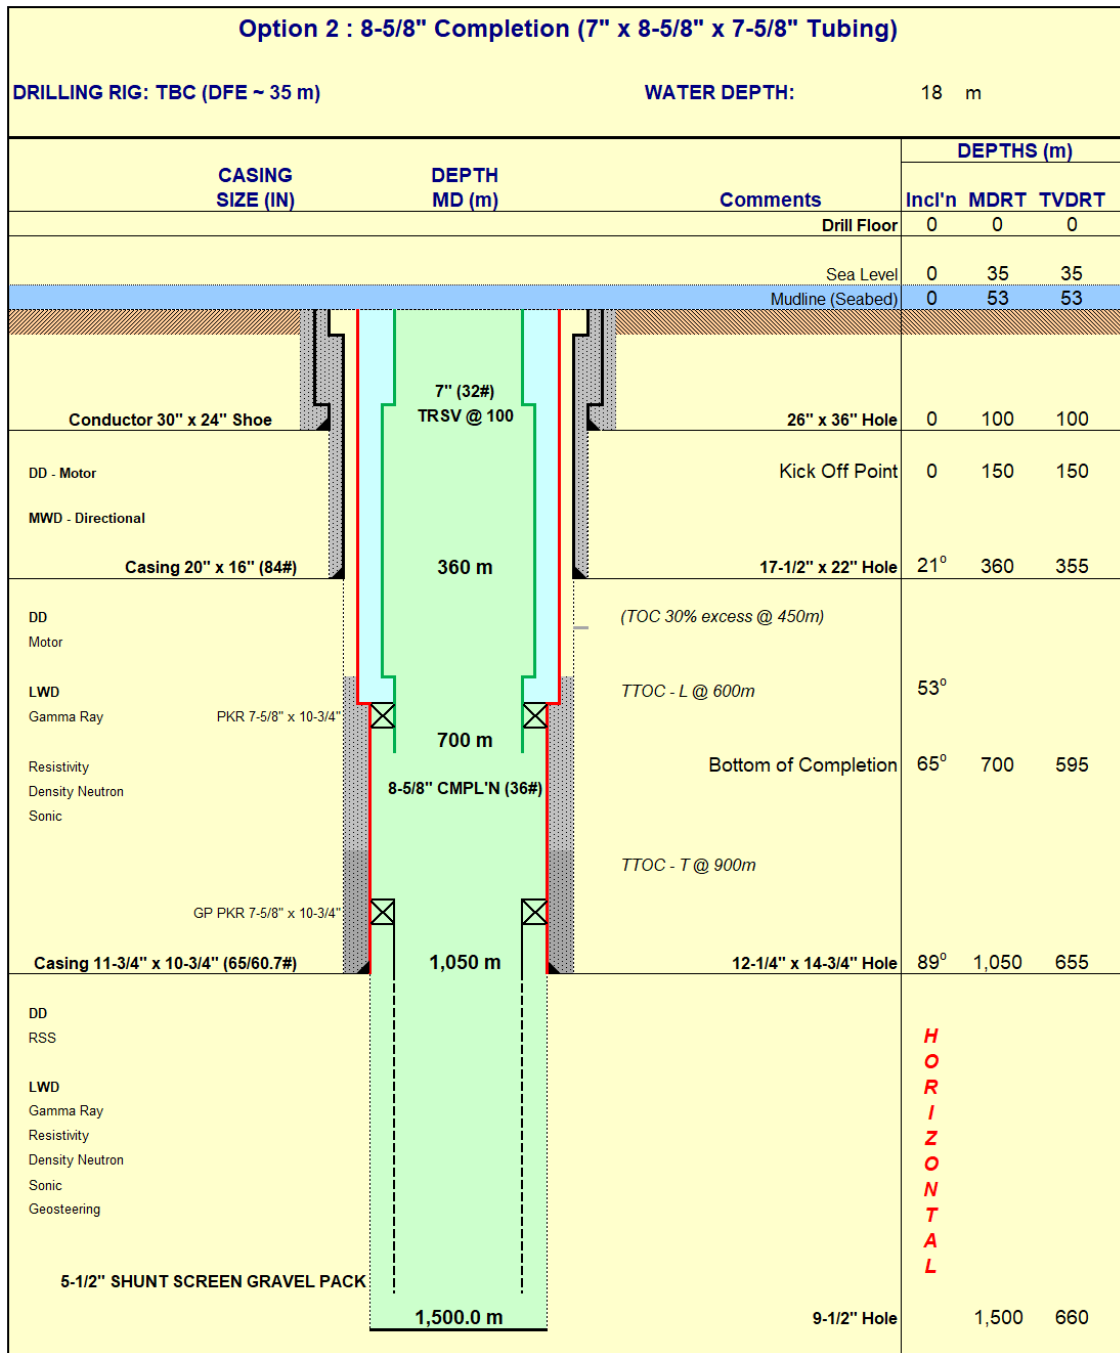 Option 2 : 8-5/8" Completion (7" x 8-5/8" x 7-5/8" Tubing)
DRILLING RIG: TBC (DFE ~ 35 m) WATER DEPTH: 18 m
DEPTHS (m)
CASING SIZE (IN) DEPTH MD (m) Comments Incl'n MDRT TVDRT
Drill Floor 0 0 0
Sea Level 0 35 35
Mudline (Seabed) 0 53 53
7" (32#)
TRSV @ 100
Conductor 30" x 24" Shoe 26" x 36" Hole 0 100 100
DD - Motor Kick Off Point 0 150 150
MWD - Directional
Casing 20" x 16" (84#) 360 m 17-1/2" x 22" Hole 21° 360 355
DD (TOC 30% excess @ 450m)
Motor
LWD TTOC - L @ 600m 53°
Gamma Ray PKR 7-5/8" x 10-3/4"
700 m
Resistivity Bottom of Completion 65° 700 595
Density Neutron 8-5/8" CMPL'N (36#)
Sonic
TTOC - T @ 900m
GP PKR 7-5/8" x 10-3/4"
Casing 11-3/4" x 10-3/4" (65/60.7#) 1,050 m 12-1/4" x 14-3/4" Hole 89° 1,050 655
DD
RSS
LWD
Gamma Ray
Resistivity
Density Neutron
Sonic
Geosteering
HORIZONTAL
5-1/2" SHUNT SCREEN GRAVEL PACK
1,500.0 m 9-1/2" Hole 1,500 660